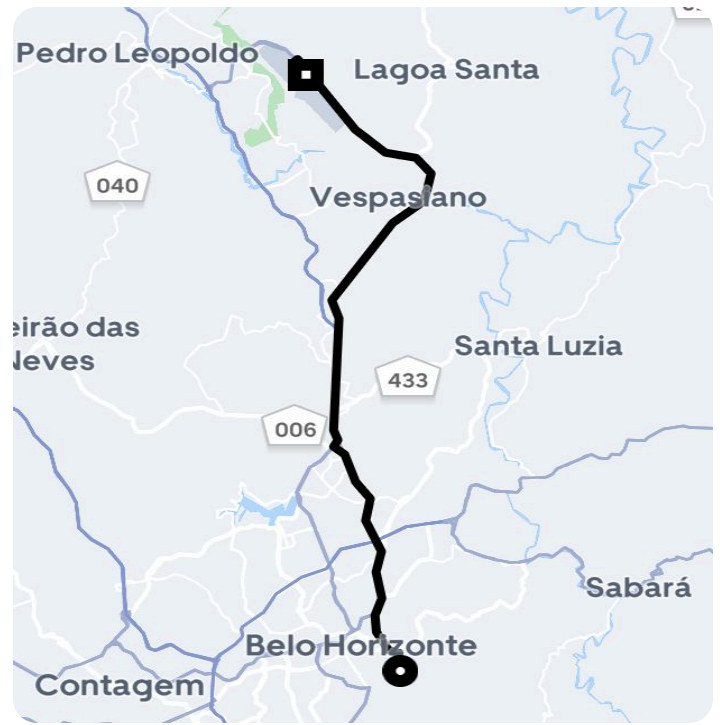 Pedro Leopoldo
Lagoa Santa
040
Vespasiano
eirão das
Neves
Santa Luzia
433
006
Sabará
Belo Horizonte
Contagem